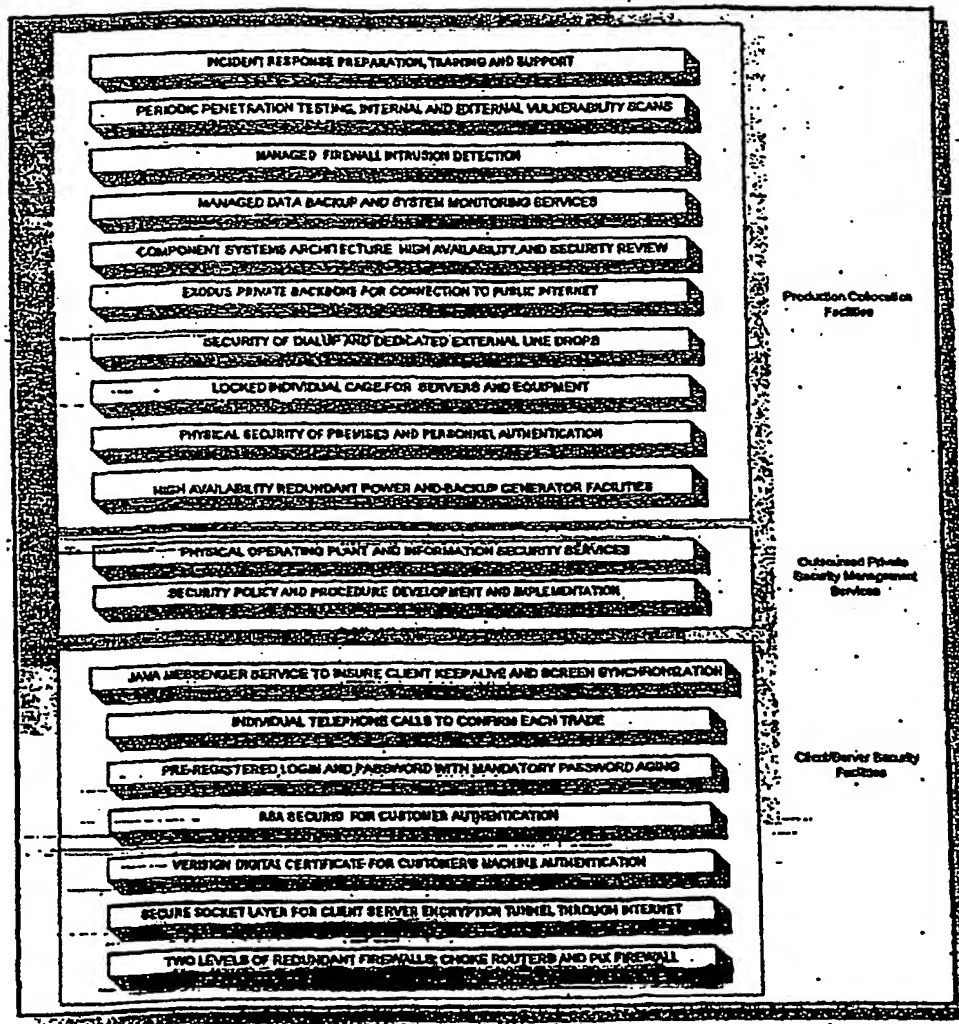 INCIDENT RESPONSE PREPARATION, TRAINING AND SUPPORT
PERIODIC PENETRATION TESTING, INTERNAL AND EXTERNAL VULNERABILITY SCANS
MANAGED FIREWALL INTRUSION DETECTION
MANAGED DATA BACKUP AND SYSTEM MONITORING SERVICES
COMPONENT SYSTEMS ARCHITECTURE HIGH AVAILABILITY, AND SECURITY REVIEW
EXODUS PRIVATE BACKBONE FOR CONNECTION TO PUBLIC INTERNET
Production Collocation
Facilities
SECURITY OF DIALUP AND DEDICATED EXTERNAL LINE DROPS
LOCKED INDIVIDUAL CAGE FOR SERVERS AND EQUIPMENT
PHYSICAL SECURITY OF PREMISES AND PERSONNEL AUTHENTICATION
HIGH AVAILABILITY REDUNDANT POWER AND BACKUP GENERATOR FACILITIES
PHYSICAL OPERATING PLANT AND INFORMATION SECURITY SERVICES
SECURITY POLICY AND PROCEDURE DEVELOPMENT AND IMPLEMENTATION
Outsourced Private
Security Management
Services
JAVA MESSENGER SERVICE TO INSURE CLIENT KEEPALIVE AND SCREEN SYNCHRONIZATION
INDIVIDUAL TELEPHONE CALLS TO CONFIRM EACH TRADE
PRE-REGISTERED LOGIN AND PASSWORD WITH MANDATORY PASSWORD AGING
Client/Server Security
Facilities
RSA SECURID FOR CUSTOMER AUTHENTICATION
VERISIGN DIGITAL CERTIFICATE FOR CUSTOMER'S MACHINE AUTHENTICATION
SECURE SOCKET LAYER FOR CLIENT SERVER ENCRYPTION TUNNEL THROUGH INTERNET
TWO LEVELS OF REDUNDANT FIREWALLS; CHOKE ROUTERS AND PIX FIREWALL